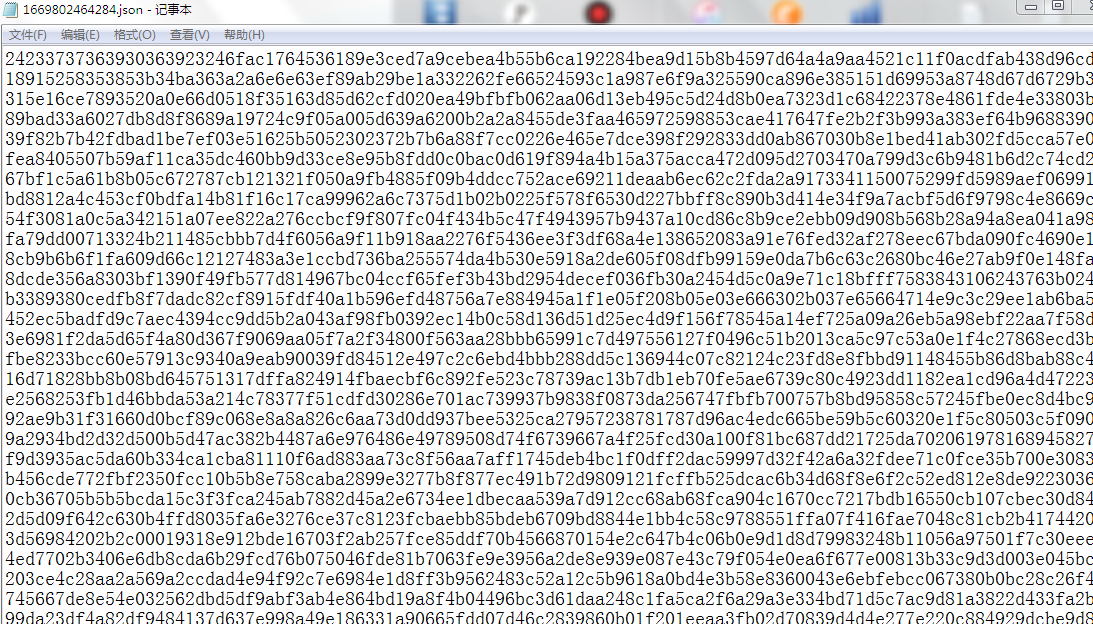 1669802464284.json - 记事本
文件(F) 编辑(E) 格式(O) 查看(V) 帮助(H)
24233737363930363923246fac1764536189e3ced7a9cebea4b55b6ca192284bea9d15b8b4597d64a4a9aa4521c11f0acdfab438d96cd
18915258353853b34ba363a2a6e6e63ef89ab29be1a332262fe66524593c1a987e6f9a325590ca896e385151d69953a8748d67d6729b3
315e16ce7893520a0e66d0518f35163d85d62cfd020ea49bfbfb062aa06d13eb495c5d24d8b0ea7323d1c68422378e4861fde4e33803b
89bad33a6027db8d8f8689a19724c9f05a005d639a6200b2a2a8455de3faa465972598853cae417647fe2b2f3b993a383ef64b9688390
39f82b7b42fdbad1be7ef03e51625b5052302372b7b6a88f7cc0226e465e7dce398f292833dd0ab867030b8e1bed41ab302fd5cca57e0
fea8405507b59af11ca35dc460bb9d33ce8e95b8fdd0c0bac0d619f894a4b15a375acca472d095d2703470a799d3c6b9481b6d2c74cd2
67bf1c5a61b8b05c672787cb121321f050a9fb4885f09b4ddcc752ace69211deaab6ec62c2fda2a9173341150075299fd5989aef06991
bd8812a4c453cf0bdfa14b81f16c17ca99962a6c7375d1b02b0225f578f6530d227bbff8c890b3d414e34f9a7acbf5d6f9798c4e8669c
54f3081a0c5a342151a07ee822a276ccbcf9f807fc04f434b5c47f4943957b9437a10cd86c8b9ce2ebb09d908b568b28a94a8ea041a98
fa79dd00713324b211485cbbb7d4f6056a9f11b918aa2276f5436ee3f3df68a4e138652083a91e76fed32af278eec67bda090fc4690e1
8cb9b6b6f1fa609d66c12127483a3e1ccbd736ba255574da4b530e5918a2de605f08dfb99159e0da7b6c63c2680bc46e27ab9f0e148fa
8dcde356a8303bf1390f49fb577d814967bc04ccf65fef3b43bd2954decef036fb30a2454d5c0a9e71c18bfff7583843106243763b024
b3389380cedfb8f7dadc82cf8915fdf40a1b596efd48756a7e884945a1f1e05f208b05e03e666302b037e65664714e9c3c29ee1ab6ba5
452ec5badfd9c7aec4394cc9dd5b2a043af98fb0392ec14b0c58d136d51d25ec4d9f156f78545a14ef725a09a26eb5a98ebf22aa7f58d
3e6981f2da5d65f4a80d367f9069aa05f7a2f34800f563aa28bbb65991c7d497556127f0496c51b2013ca5c97c53a0e1f4c27868ecd3b
fbe8233bcc60e57913c9340a9eab90039fd84512e497c2c6ebd4bbb288dd5c136944c07c82124c23fd8e8fbbd91148455b86d8bab88c4
16d71828bb8b08bd645751317dffa824914fbaecbf6c892fe523c78739ac13b7db1eb70fe5ae6739c80c4923dd1182ea1cd96a4d47223
e2568253fb1d46bbda53a214c78377f51cdfd30286e701ac739937b9838f0873da256747fbfb700757b8bd95858c57245fbe0ec8d4bc9
92ae9b31f31660d0bcf89c068e8a8a826c6aa73d0dd937bee5325ca27957238781787d96ac4edc665be59b5c60320e1f5c80503c5f090
9a2934bd2d32d500b5d47ac382b4487a6e976486e49789508d74f6739667a4f25fcd30a100f81bc687dd21725da702061978168945827
f9d3935ac5da60b334ca1cba81110f6ad883aa73c8f56aa7aff1745deb4bc1f0dff2dac59997d32f42a6a32fdee71c0fce35b700e3083
b456cde772fbf2350fcc10b5b8e758caba2899e3277b8f877ec491b72d9809121fcffb525dcac6b34d68f8e6f2c52ed812e8de9223036
0cb36705b5b5bcda15c3f3fca245ab7882d45a2e6734ee1dbecaa539a7d912cc68ab68fca904c1670cc7217bdb16550cb107cbec30d84
2d5d09f642c630b4ffd8035fa6e3276ce37c8123fcbaebb85bdeb6709bd8844e1bb4c58c9788551ffa07f416fae7048c81cb2b4174420
3d56984202b2c00019318e912bde16703f2ab257fce85ddf70b4566870154e2c647b4c06b0e9d1d8d79983248b11056a97501f7c30eee
4ed7702b3406e6db8cda6b29fcd76b075046fde81b7063fe9e3956a2de8e939e087e43c79f054e0ea6f677e00813b33c9d3d003e045bc
203ce4c28aa2a569a2ccdad4e94f92c7e6984e1d8ff3b9562483c52a12c5b9618a0bd4e3b58e8360043e6ebfebcc067380b0bc28c26f4
745667de8e54e032562dbd5df9abf3ab4e864bd19a8f4b04496bc3d61daa248c1fa5ca2f6a29a3e334bd71d5c7ac9d81a3822d433fa2b
99da23df4a82df9484137d637e998a49e186331a90665fdd07d46c2839860b01f201eeaa3fb02d70839d4d4e277e220c884929dcbe9d8